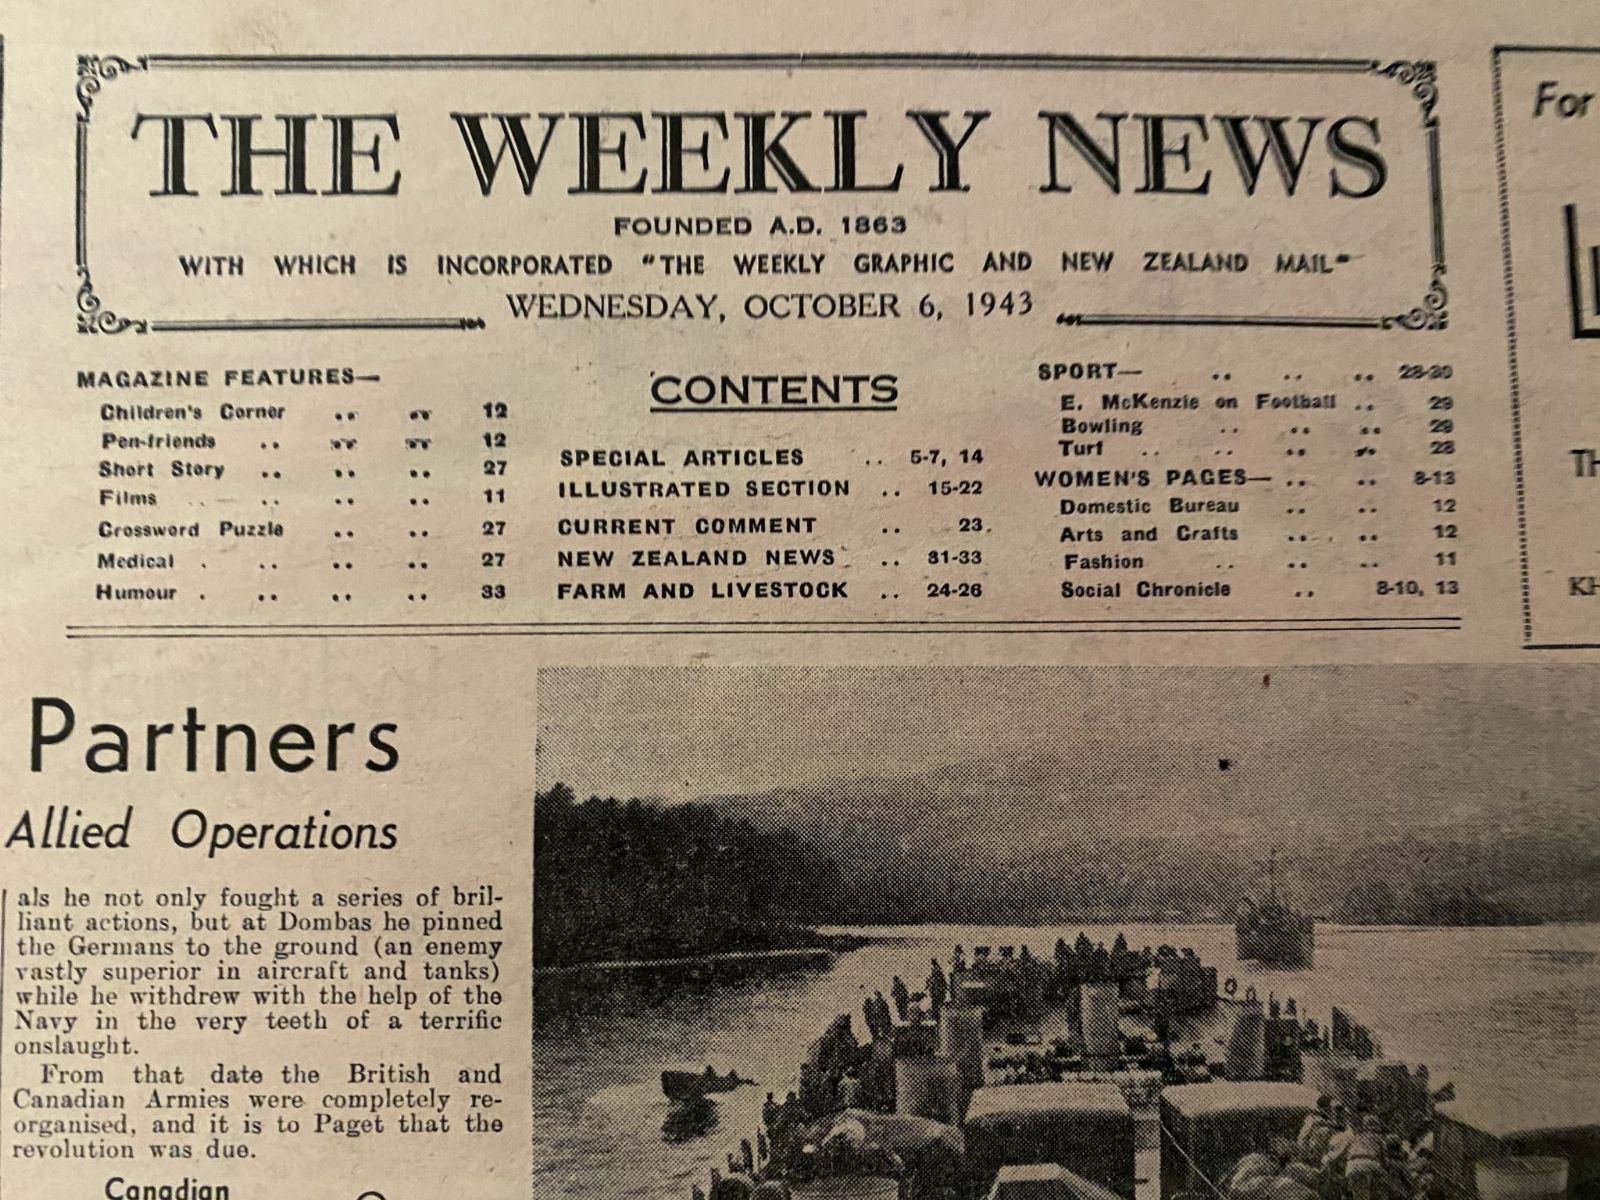 THE WEEKLY NEWS
FOUNDED A.D. 1863
WITH WHICH IS INCORPORATED "THE WEEKLY GRAPHIC AND NEW ZEALAND MAIL"
WEDNESDAY, OCTOBER 6, 1943
MAGAZINE FEATURES—
Children's Corner .. .. 12
Pen-friends .. .. .. 12
Short Story .. .. .. 27
Films .. .. .. .. 11
Crossword Puzzle .. .. 27
Medical . .. .. .. 27
Humour . .. .. .. 33
CONTENTS
SPECIAL ARTICLES .. 5-7, 14
ILLUSTRATED SECTION .. 15-22
CURRENT COMMENT .. 23.
NEW ZEALAND NEWS .. 31-33
FARM AND LIVESTOCK .. 24-26
SPORT— .. .. .. 28-30
E. McKenzie on Football .. 29
Bowling .. .. .. 29
Turf .. .. .. .. 28
WOMEN'S PAGES— .. .. 8-13
Domestic Bureau .. .. 12
Arts and Crafts .. .. 12
Fashion .. .. .. 11
Social Chronicle .. 8-10, 13
For
TH
KH
Partners
Allied Operations
als he not only fought a series of bril-
liant actions, but at Dombas he pinned
the Germans to the ground (an enemy
vastly superior in aircraft and tanks)
while he withdrew with the help of the
Navy in the very teeth of a terrific
onslaught.
From that date the British and
Canadian Armies were completely re-
organised, and it is to Paget that the
revolution was due.
Canadian